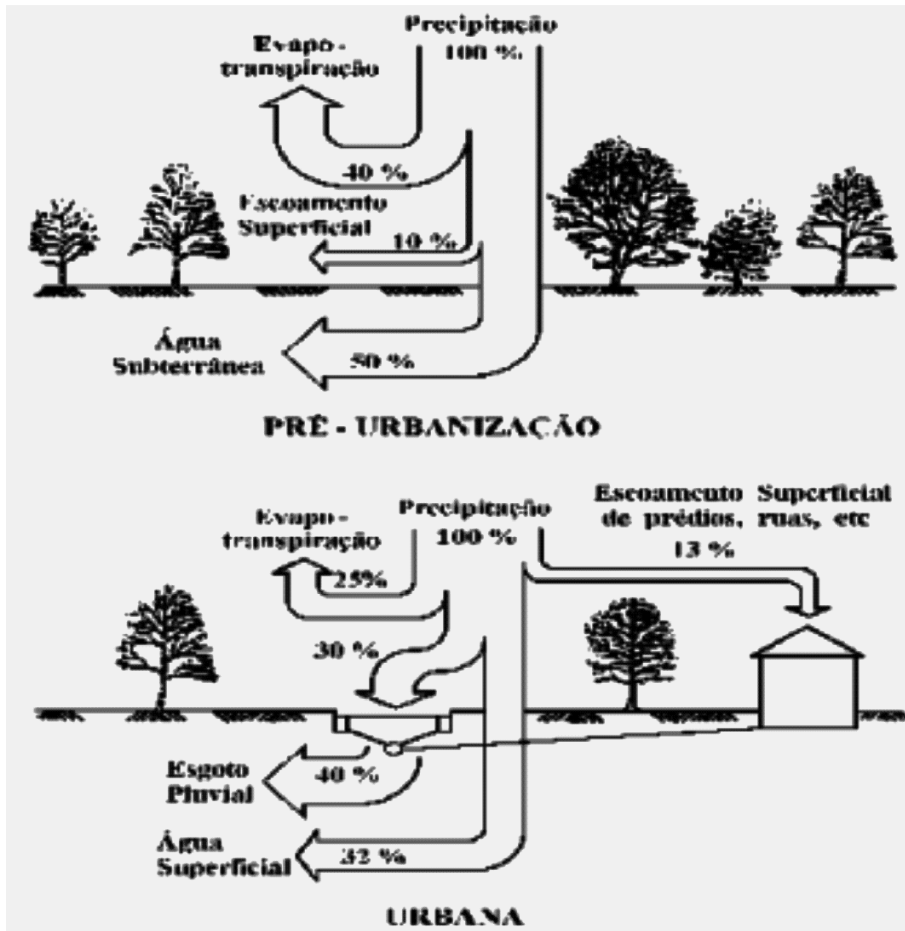 Precipitação
100 %
Evapo-
transpiração
40 %
Escoamento
Superficial
10 %
Água
Subterrânea
50 %
PRÉ - URBANIZAÇÃO
Escoamento Superficial
de prédios, ruas, etc
13 %
Precipitação
100 %
Evapo-
transpiração
25%
30 %
Esgoto
Pluvial
40 %
Água
Superficial
32 %
URBANA